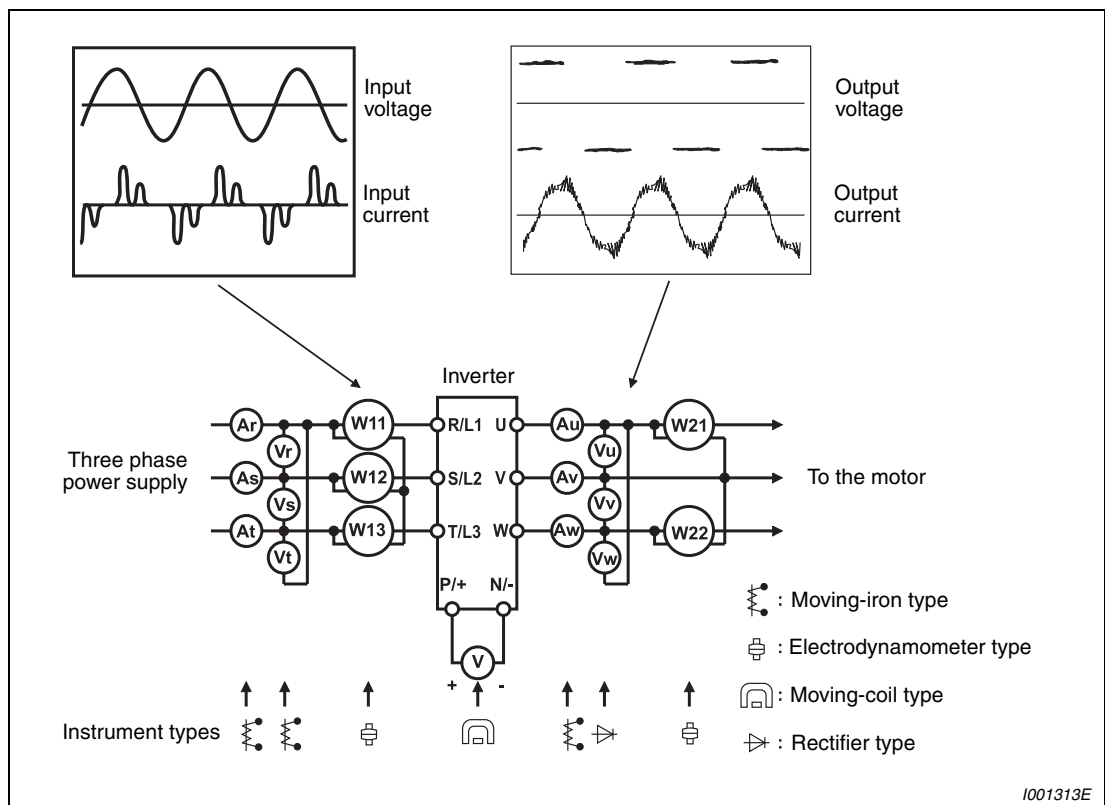 Input
voltage
Input
current
Output
voltage
Output
current
Inverter
Ar
Vr
W11
R/L1
U
Au
Vu
W21
Three phase
power supply
As
Vs
W12
S/L2
V
Av
Vv
To the motor
At
Vt
W13
T/L3
W
Aw
Vw
W22
P/+
N/-
V
+
-
Instrument types
: Moving-iron type
: Electrodynamometer type
: Moving-coil type
: Rectifier type
I001313E